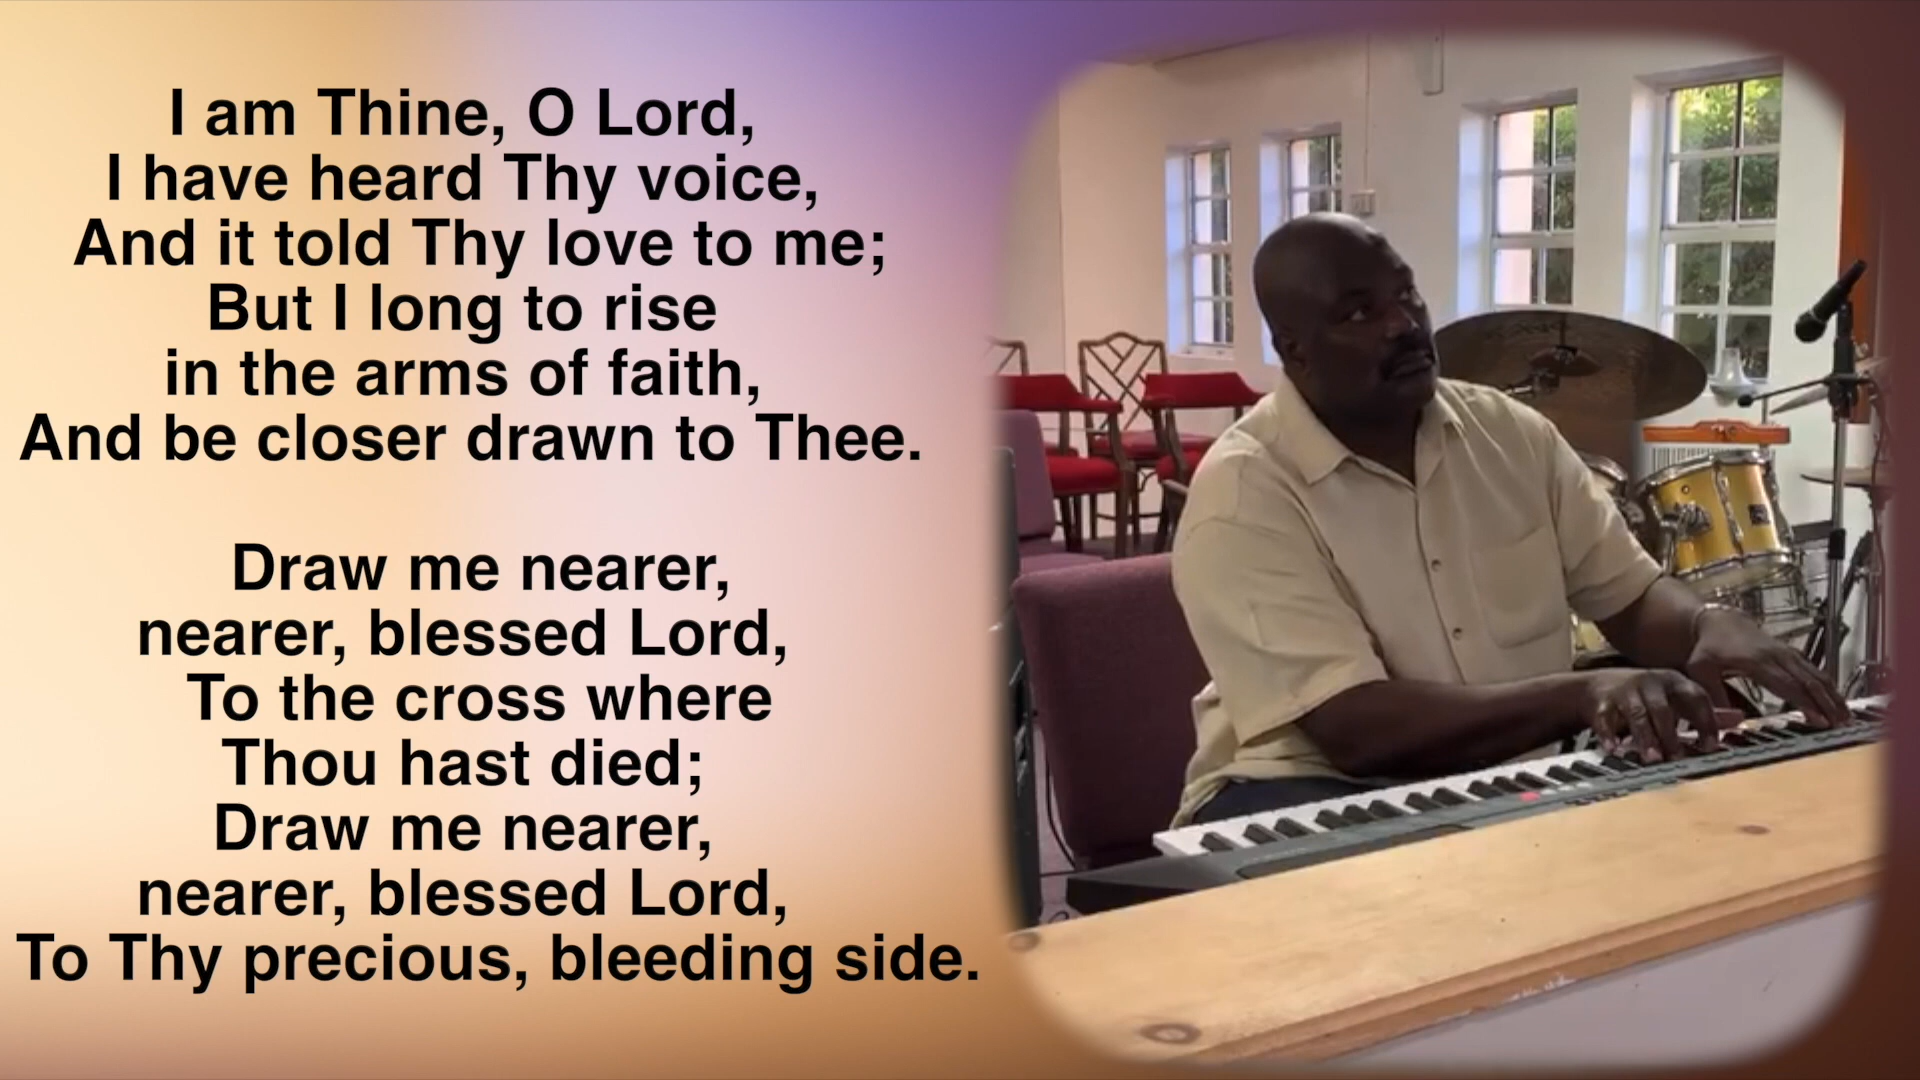 I am Thine, O Lord,
I have heard Thy voice,
And it told Thy love to me;
But I long to rise
in the arms of faith,
And be closer drawn to Thee.
Draw me nearer,
nearer, blessed Lord,
To the cross where
Thou hast died;
Draw me nearer,
nearer, blessed Lord,
To Thy precious, bleeding side.